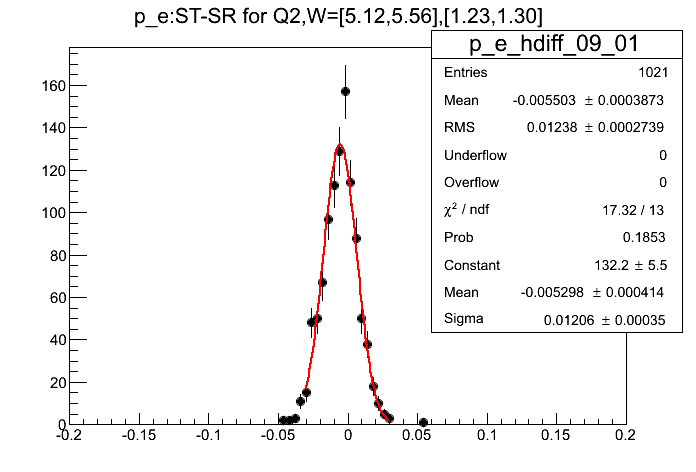 p_e:ST-SR for Q2,W=[5.12,5.56],[1.23,1.30]
p_e_hdiff_09_01
Entries 1021
Mean -0.005503 ± 0.0003873
RMS 0.01238 ± 0.0002739
Underflow 0
Overflow 0
χ² / ndf 17.32 / 13
Prob 0.1853
Constant 132.2 ± 5.5
Mean -0.005298 ± 0.000414
Sigma 0.01206 ± 0.00035
160
140
120
100
80
60
40
20
0
-0.2 -0.15 -0.1 -0.05 0 0.05 0.1 0.15 0.2